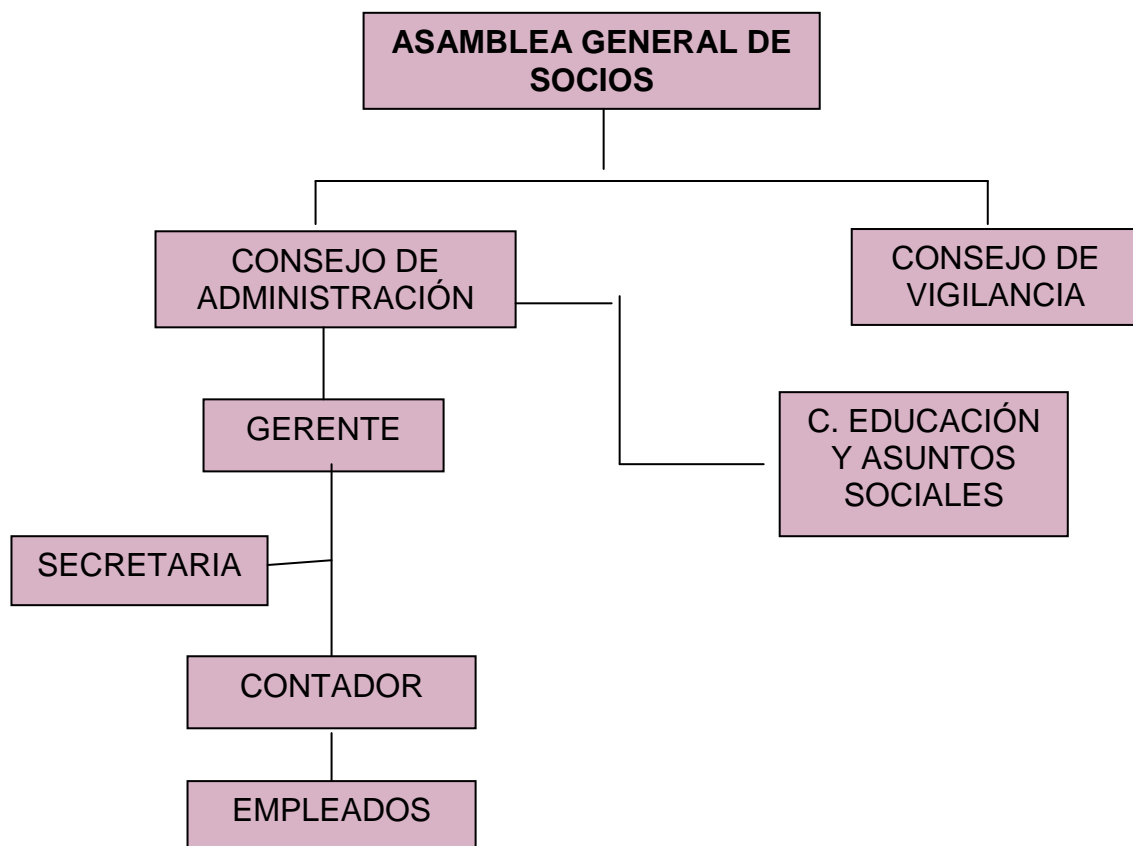 ASAMBLEA GENERAL DE
SOCIOS
CONSEJO DE
ADMINISTRACIÓN
CONSEJO DE
VIGILANCIA
GERENTE
C. EDUCACIÓN
Y ASUNTOS
SOCIALES
SECRETARIA
CONTADOR
EMPLEADOS